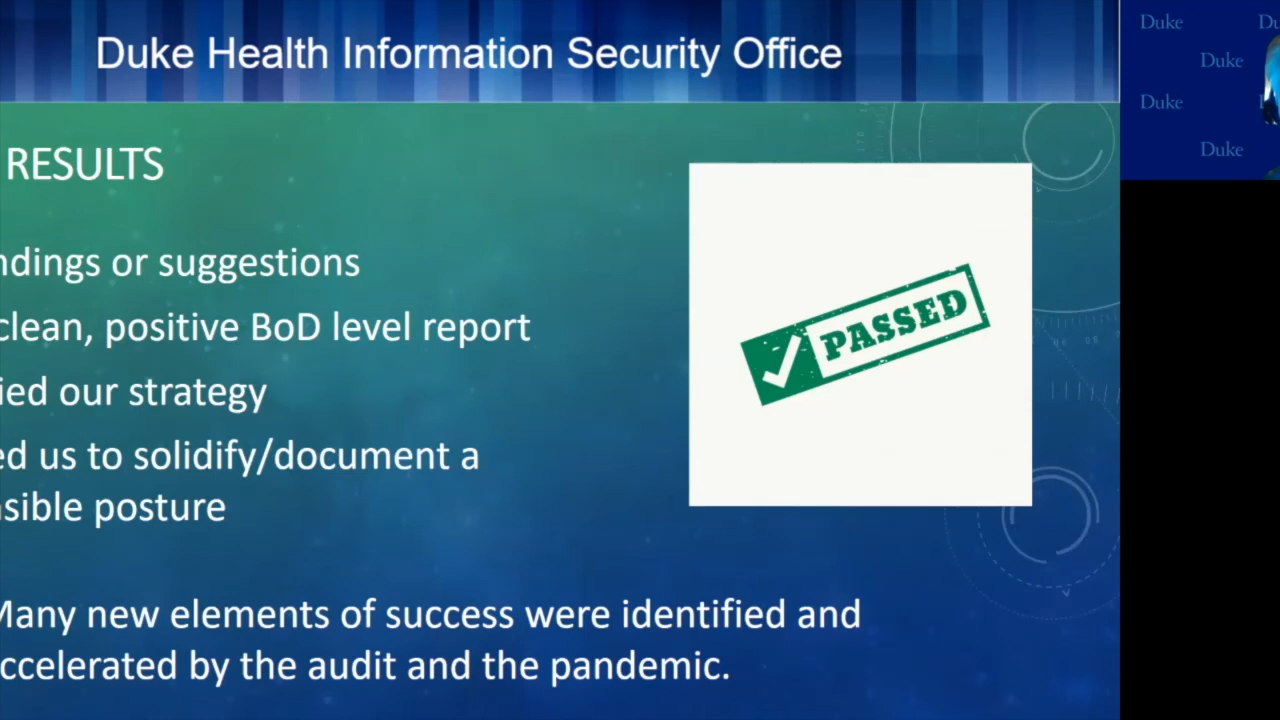 Duke Health Information Security Office
RESULTS
ndings or suggestions
clean, positive BoD level report
ied our strategy
ed us to solidify/document a
sible posture
PASSED
Many new elements of success were identified and
ccelerated by the audit and the pandemic.
Duke
Du
Duke
Duke
Duke